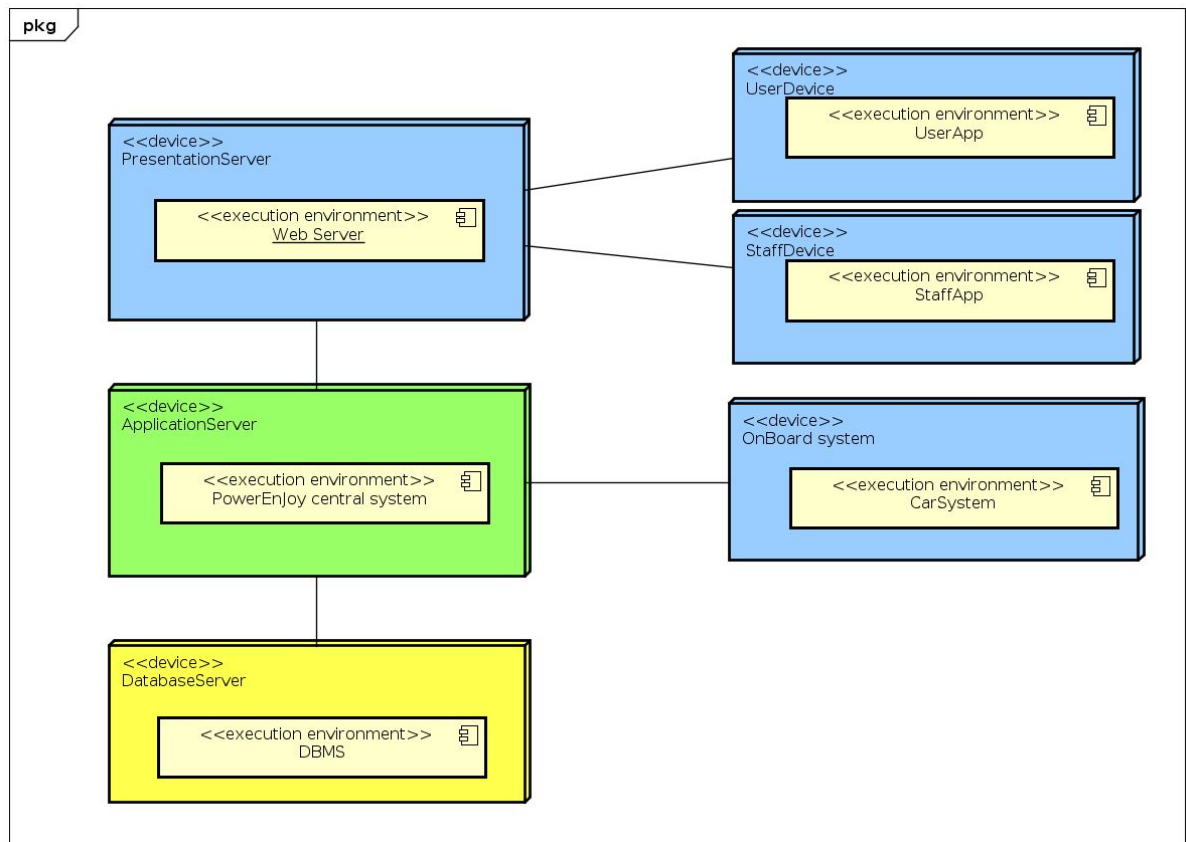 pkg
<<device>>
PresentationServer
<<execution environment>>
Web Server
<<device>>
UserDevice
<<execution environment>>
UserApp
<<device>>
StaffDevice
<<execution environment>>
StaffApp
<<device>>
ApplicationServer
<<execution environment>>
PowerEnJoy central system
<<device>>
OnBoard system
<<execution environment>>
CarSystem
<<device>>
DatabaseServer
<<execution environment>>
DBMS